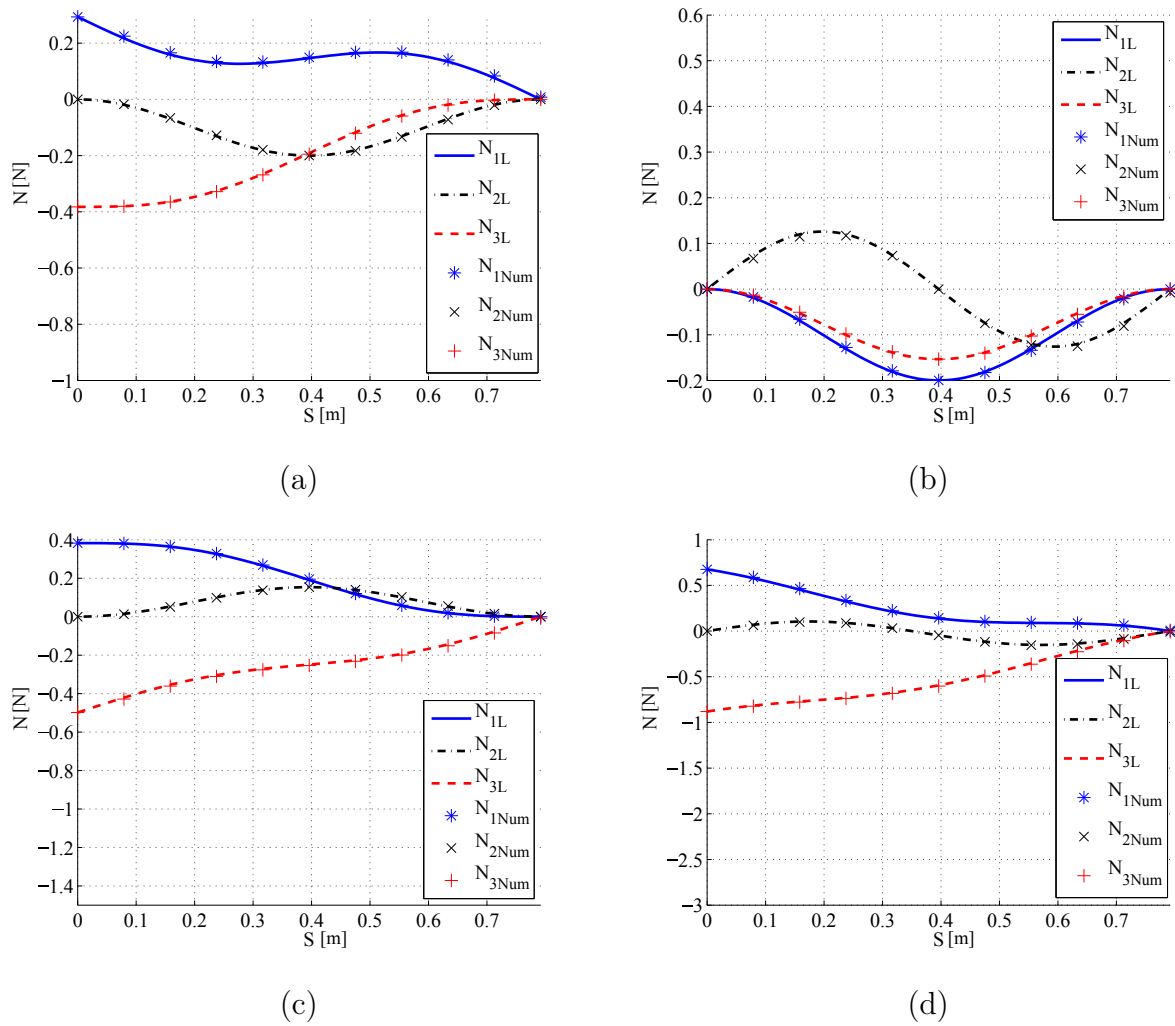 0.2
0
−0.2
−0.4
−0.6
−0.8
−1
N [N]
0 0.1 0.2 0.3 0.4 0.5 0.6 0.7
S [m]
N1L
N2L
N3L
N1Num
N2Num
N3Num
(a)
0.6
0.5
0.4
0.3
0.2
0.1
0
−0.1
−0.2
N [N]
0 0.1 0.2 0.3 0.4 0.5 0.6 0.7
S [m]
N1L
N2L
N3L
N1Num
N2Num
N3Num
(b)
0.4
0.2
0
−0.2
−0.4
−0.6
−0.8
−1
−1.2
−1.4
N [N]
0 0.1 0.2 0.3 0.4 0.5 0.6 0.7
S [m]
N1L
N2L
N3L
N1Num
N2Num
N3Num
(c)
1
0.5
0
−0.5
−1
−1.5
−2
−2.5
−3
N [N]
0 0.1 0.2 0.3 0.4 0.5 0.6 0.7
S [m]
N1L
N2L
N3L
N1Num
N2Num
N3Num
(d)